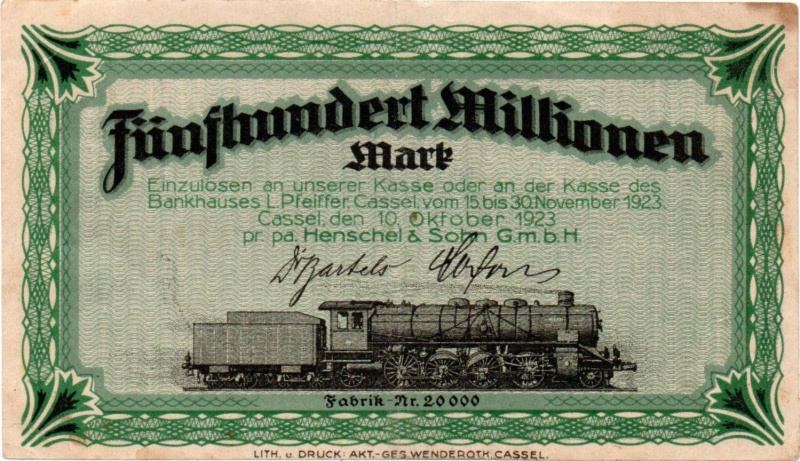 Fünfhundert Millionen
Mark
Einzulösen an unserer Kasse oder an der Kasse des
Bankhauses L. Pfeiffer, Cassel, vom 15. bis 30. November 1923.
Cassel, den 10. Oktober 1923
pr. pa. Henschel & Sohn G.m.b.H.
Dr Bartels
Fabrik-Nr. 20000
LITH. u. DRUCK: AKT.-GES. WENDEROTH, CASSEL.